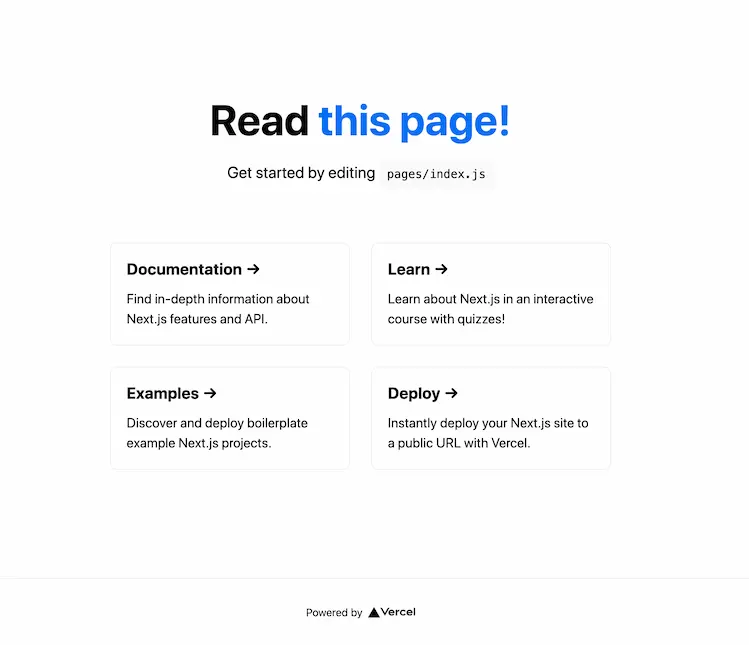 Read this page!
Get started by editing pages/index.js
Documentation →
Find in-depth information about
Next.js features and API.
Learn →
Learn about Next.js in an interactive
course with quizzes!
Examples →
Discover and deploy boilerplate
example Next.js projects.
Deploy →
Instantly deploy your Next.js site to
a public URL with Vercel.
Powered by ▲Vercel